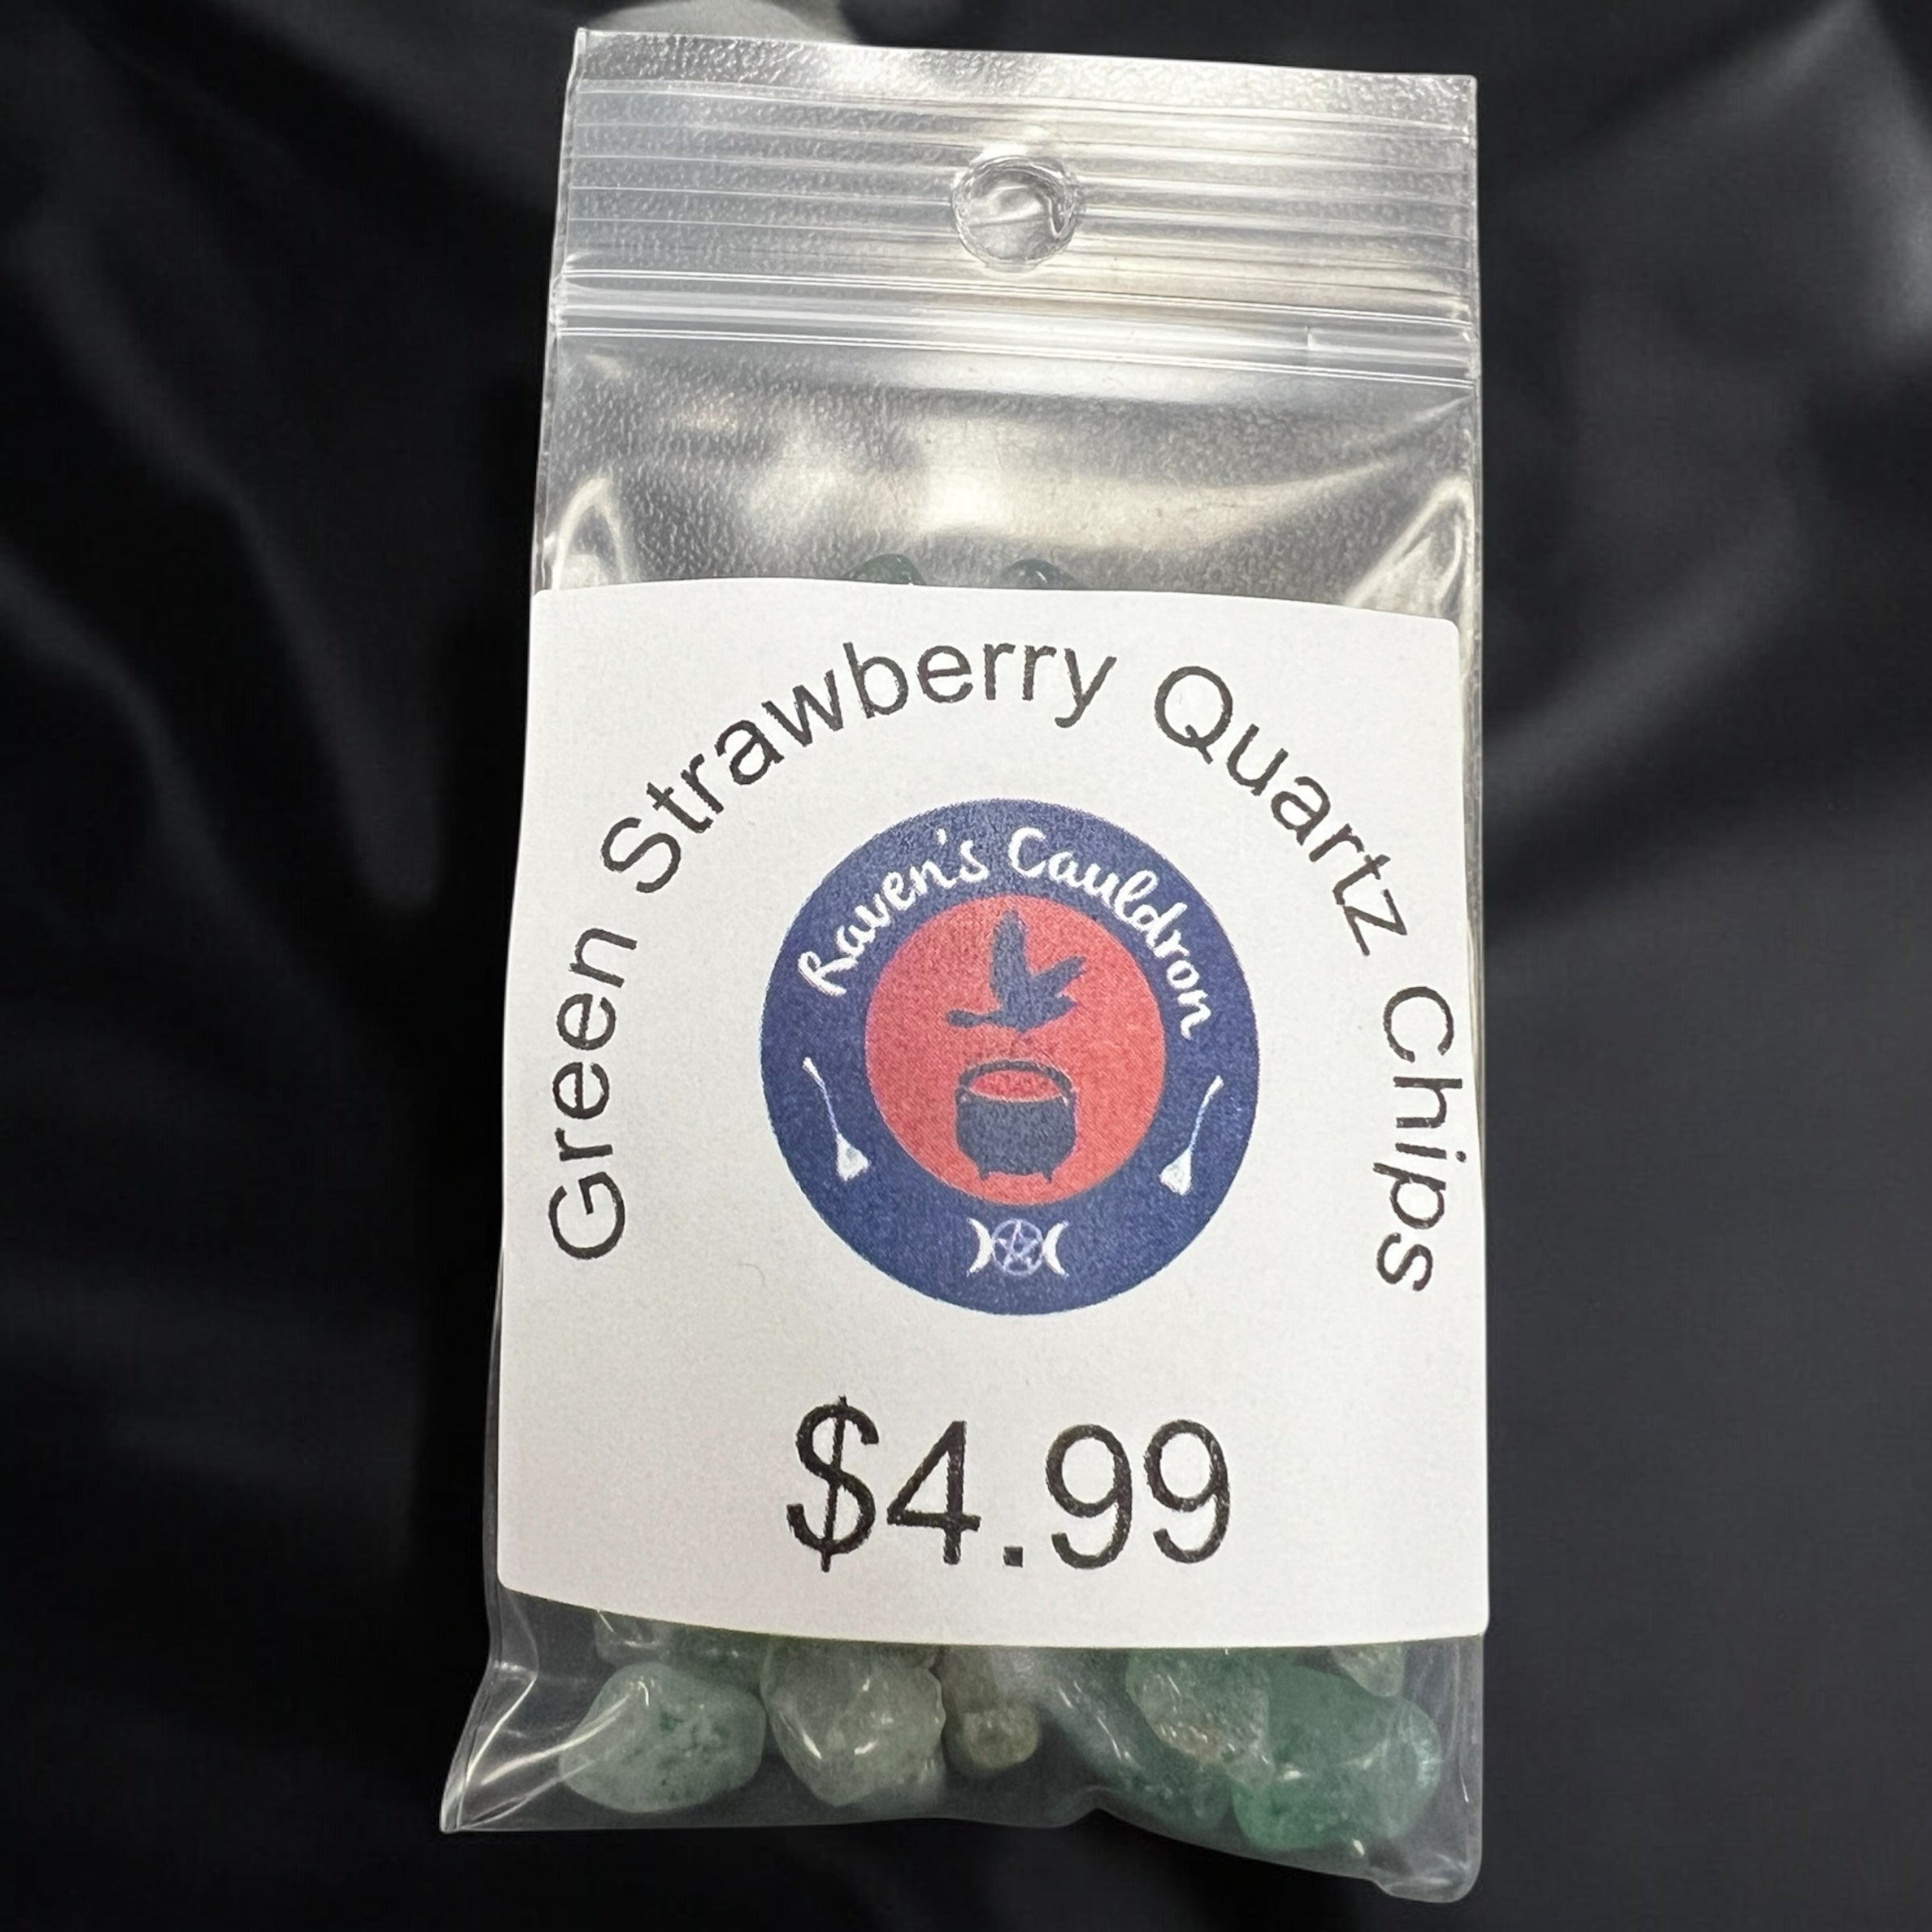 Green Strawberry Quartz Chips
Raven's Cauldron
$4.99